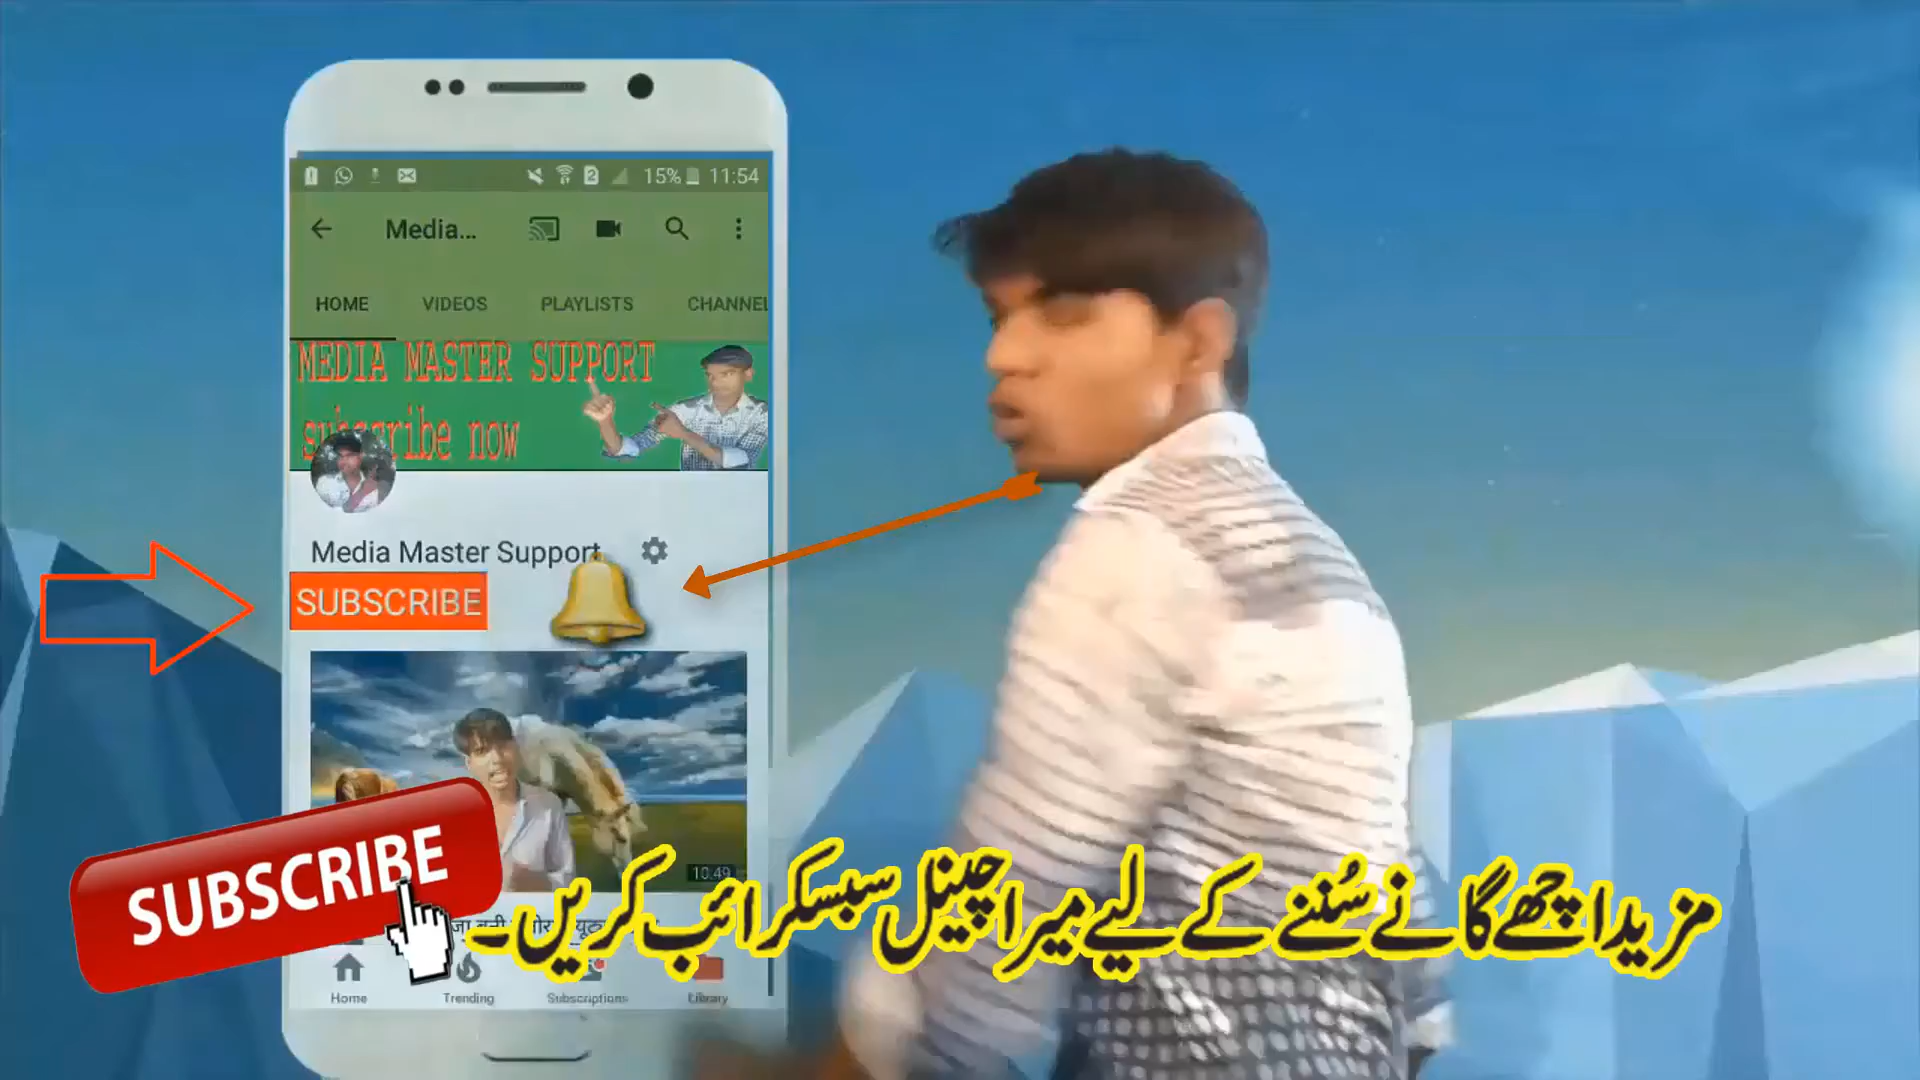 15% 11:54
Media...
HOME VIDEOS PLAYLISTS CHANNEL
MEDIA MASTER SUPPORT
subscribe now
Media Master Support
SUBSCRIBE
10:49
SUBSCRIBE
مزید اچھے گانے سُننے کے لیے میرا چینل سبسکرائب کریں۔
Home Trending Subscriptions Library